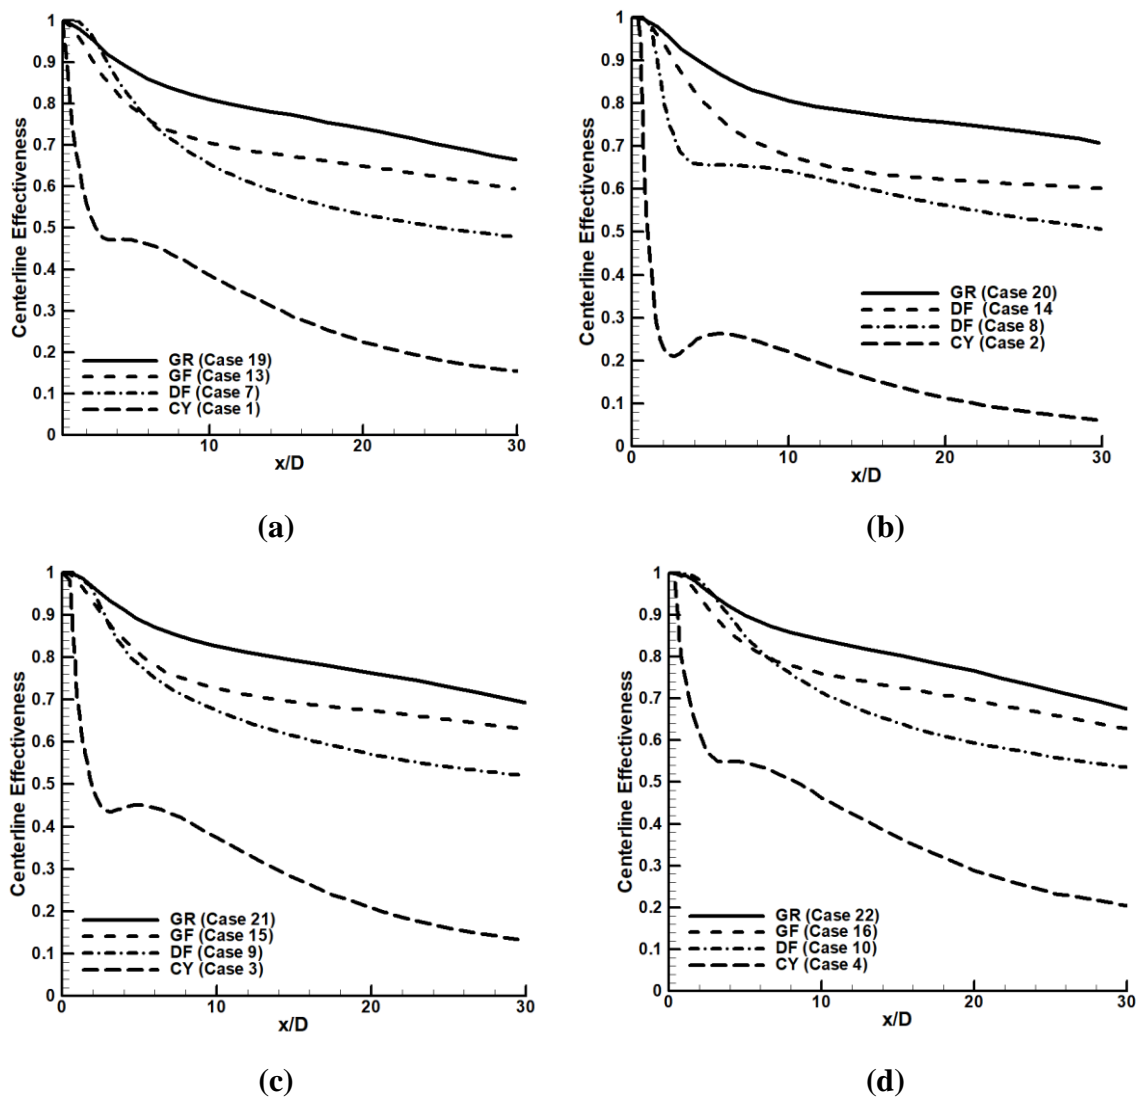 Centerline Effectiveness
1
0.9
0.8
0.7
0.6
0.5
0.4
0.3
0.2
0.1
0
GR (Case 19)
GF (Case 13)
DF (Case 7)
CY (Case 1)
10
20
30
x/D
(a)
Centerline Effectiveness
1
0.9
0.8
0.7
0.6
0.5
0.4
0.3
0.2
0.1
0
GR (Case 20)
DF (Case 14
DF (Case 8)
CY (Case 2)
0
10
20
30
x/D
(b)
Centerline Effectiveness
1
0.9
0.8
0.7
0.6
0.5
0.4
0.3
0.2
0.1
0
GR (Case 21)
GF (Case 15)
DF (Case 9)
CY (Case 3)
0
10
20
30
x/D
(c)
Centerline Effectiveness
1
0.9
0.8
0.7
0.6
0.5
0.4
0.3
0.2
0.1
0
GR (Case 22)
GF (Case 16)
DF (Case 10)
CY (Case 4)
0
10
20
30
x/D
(d)